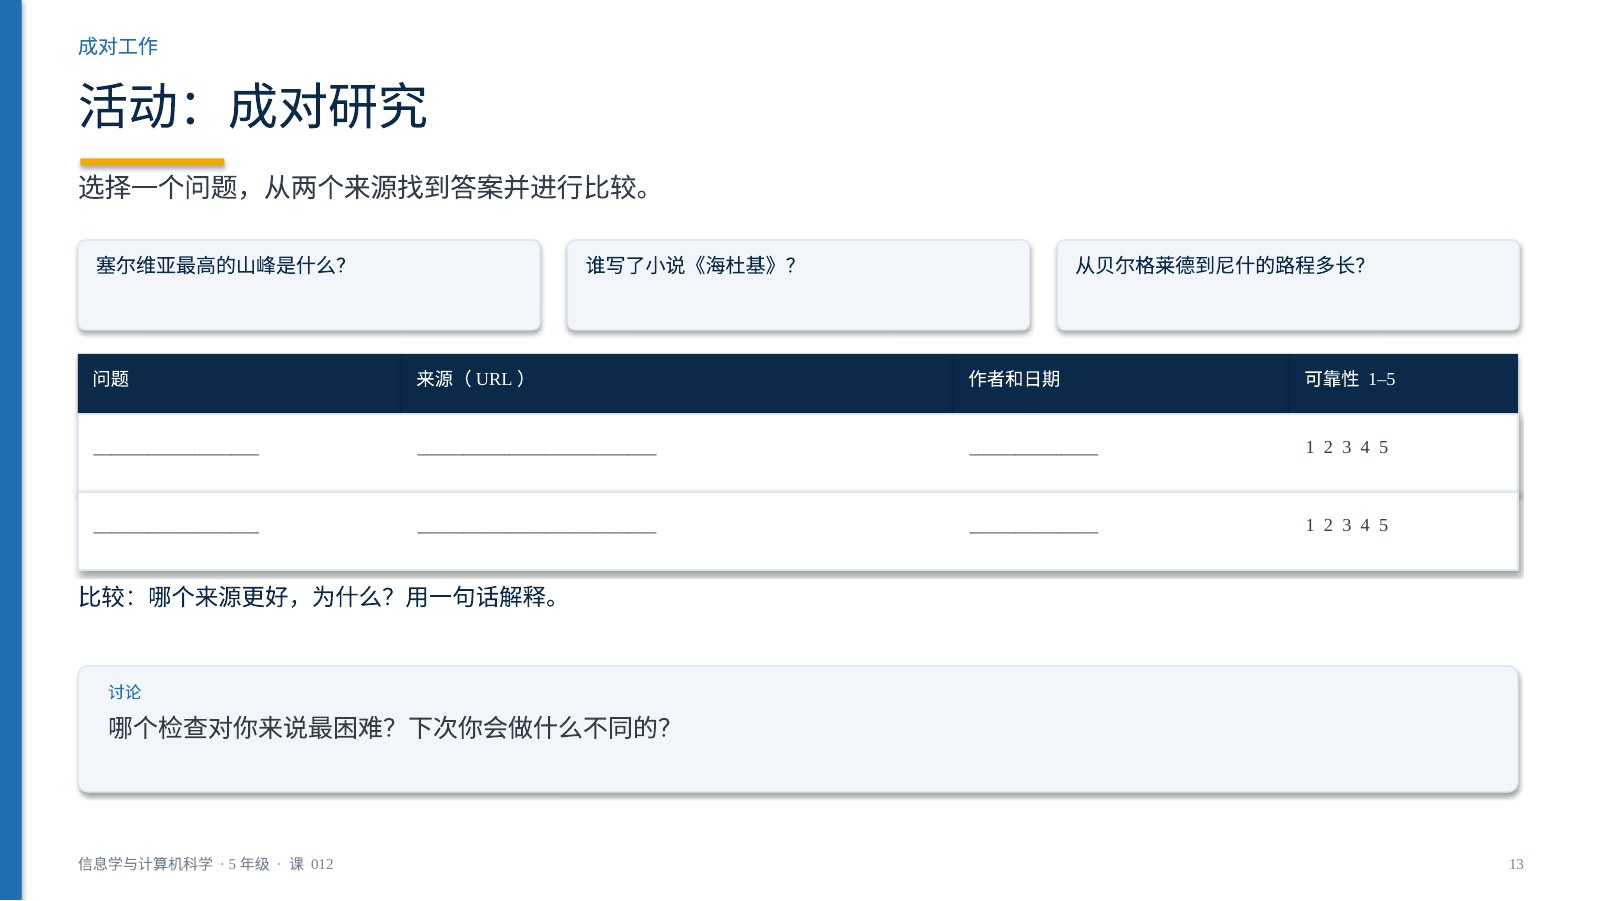 成对工作
活动：成对研究
选择一个问题，从两个来源找到答案并进行比较。
塞尔维亚最高的山峰是什么？
谁写了小说《海杜基》？
从贝尔格莱德到尼什的路程多长？
问题 来源（URL） 作者和日期 可靠性 1–5
__________________ __________________________ ______________ 1 2 3 4 5
__________________ __________________________ ______________ 1 2 3 4 5
比较：哪个来源更好，为什么？用一句话解释。
讨论
哪个检查对你来说最困难？下次你会做什么不同的？
信息学与计算机科学 · 5 年级 · 课 012
13